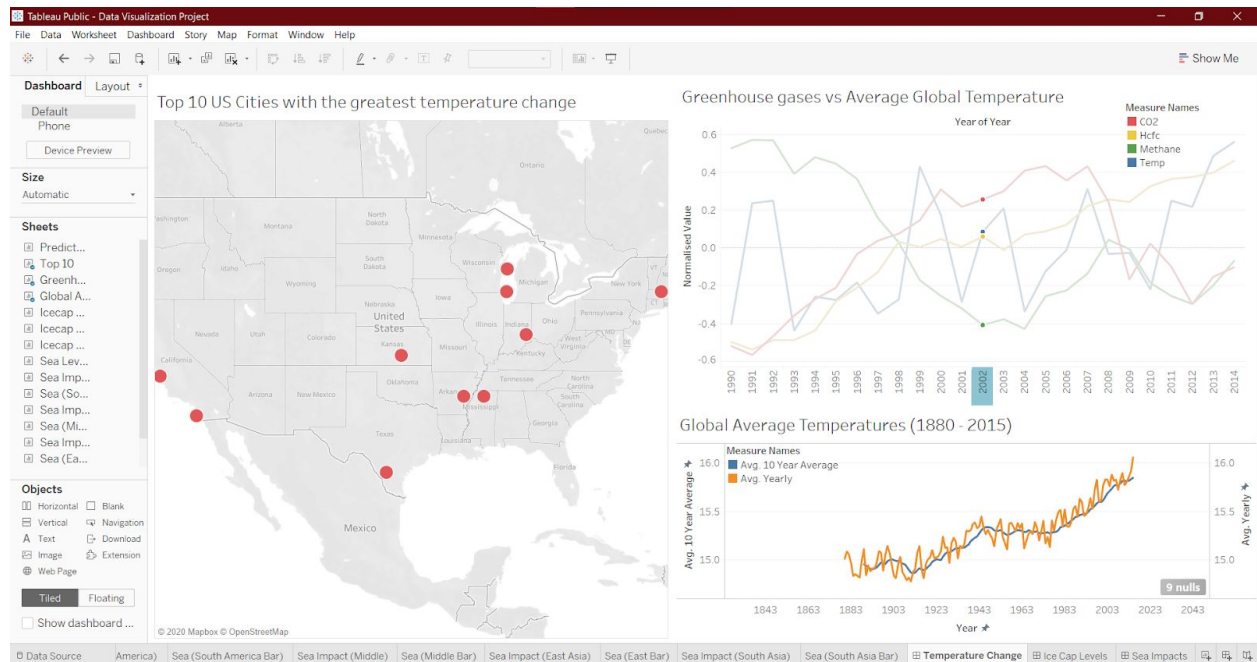 Tableau Public - Data Visualization Project
File Data Worksheet Dashboard Story Map Format Window Help
Show Me
Dashboard Layout
Default
Phone
Device Preview
Size
Automatic
Sheets
Predict...
Top 10
Greenh...
Global A...
Icecap ...
Icecap ...
Icecap ...
Sea Lev...
Sea Imp...
Sea (So...
Sea Imp...
Sea (Mi...
Sea Imp...
Sea (Ea...
Objects
Horizontal Blank
Vertical Navigation
A Text Download
Image Extension
Web Page
Tiled Floating
Show dashboard ...
Top 10 US Cities with the greatest temperature change
Alberta
Quebec
Ontario
Washington
Montana
North
Dakota
Minnesota
Oregon
Idaho
South
Dakota
Wisconsin
Michigan
VT
New York
Wyoming
Iowa
CT
Nebraska
Pennsylvania
NJ
United
States
Illinois
Indiana
Ohio
MD
DE
Nevada
Utah
Colorado
Kansas
Missouri
West
Virginia
Kentucky
California
Oklahoma
Arkansas
Tennessee
North
Carolina
Arizona
New Mexico
Mississippi
South
Carolina
Georgia
Texas
Louisiana
Florida
Mexico
© 2020 Mapbox © OpenStreetMap
Greenhouse gases vs Average Global Temperature
Year of Year
Measure Names
CO2
Hcfc
Methane
Temp
Normalised Value
0.6
0.4
0.2
0.0
-0.2
-0.4
-0.6
1990 1991 1992 1993 1994 1995 1996 1997 1998 1999 2000 2001 2002 2003 2004 2005 2006 2007 2008 2009 2010 2011 2012 2013 2014
Global Average Temperatures (1880 - 2015)
Measure Names
Avg. 10 Year Average
Avg. Yearly
Avg. 10 Year Average
16.0
15.5
15.0
16.0
15.5
15.0
Avg. Yearly
9 nulls
1843 1863 1883 1903 1923 1943 1963 1983 2003 2023 2043
Year
Data Source America) Sea (South America Bar) Sea Impact (Middle) Sea (Middle Bar) Sea Impact (East Asia) Sea (East Bar) Sea Impact (South Asia) Sea (South Asia Bar) Temperature Change Ice Cap Levels Sea Impacts